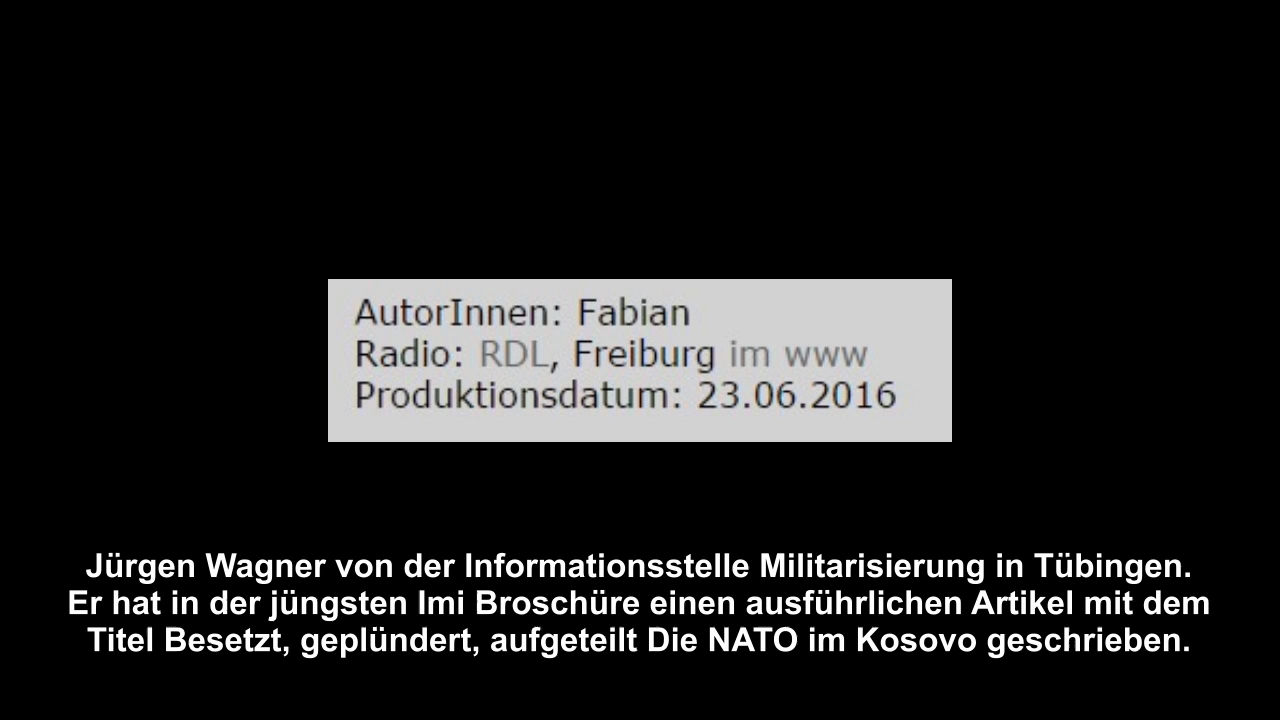 AutorInnen: Fabian
Radio: RDL, Freiburg im www
Produktionsdatum: 23.06.2016
Jürgen Wagner von der Informationsstelle Militarisierung in Tübingen.
Er hat in der jüngsten Imi Broschüre einen ausführlichen Artikel mit dem
Titel Besetzt, geplündert, aufgeteilt Die NATO im Kosovo geschrieben.